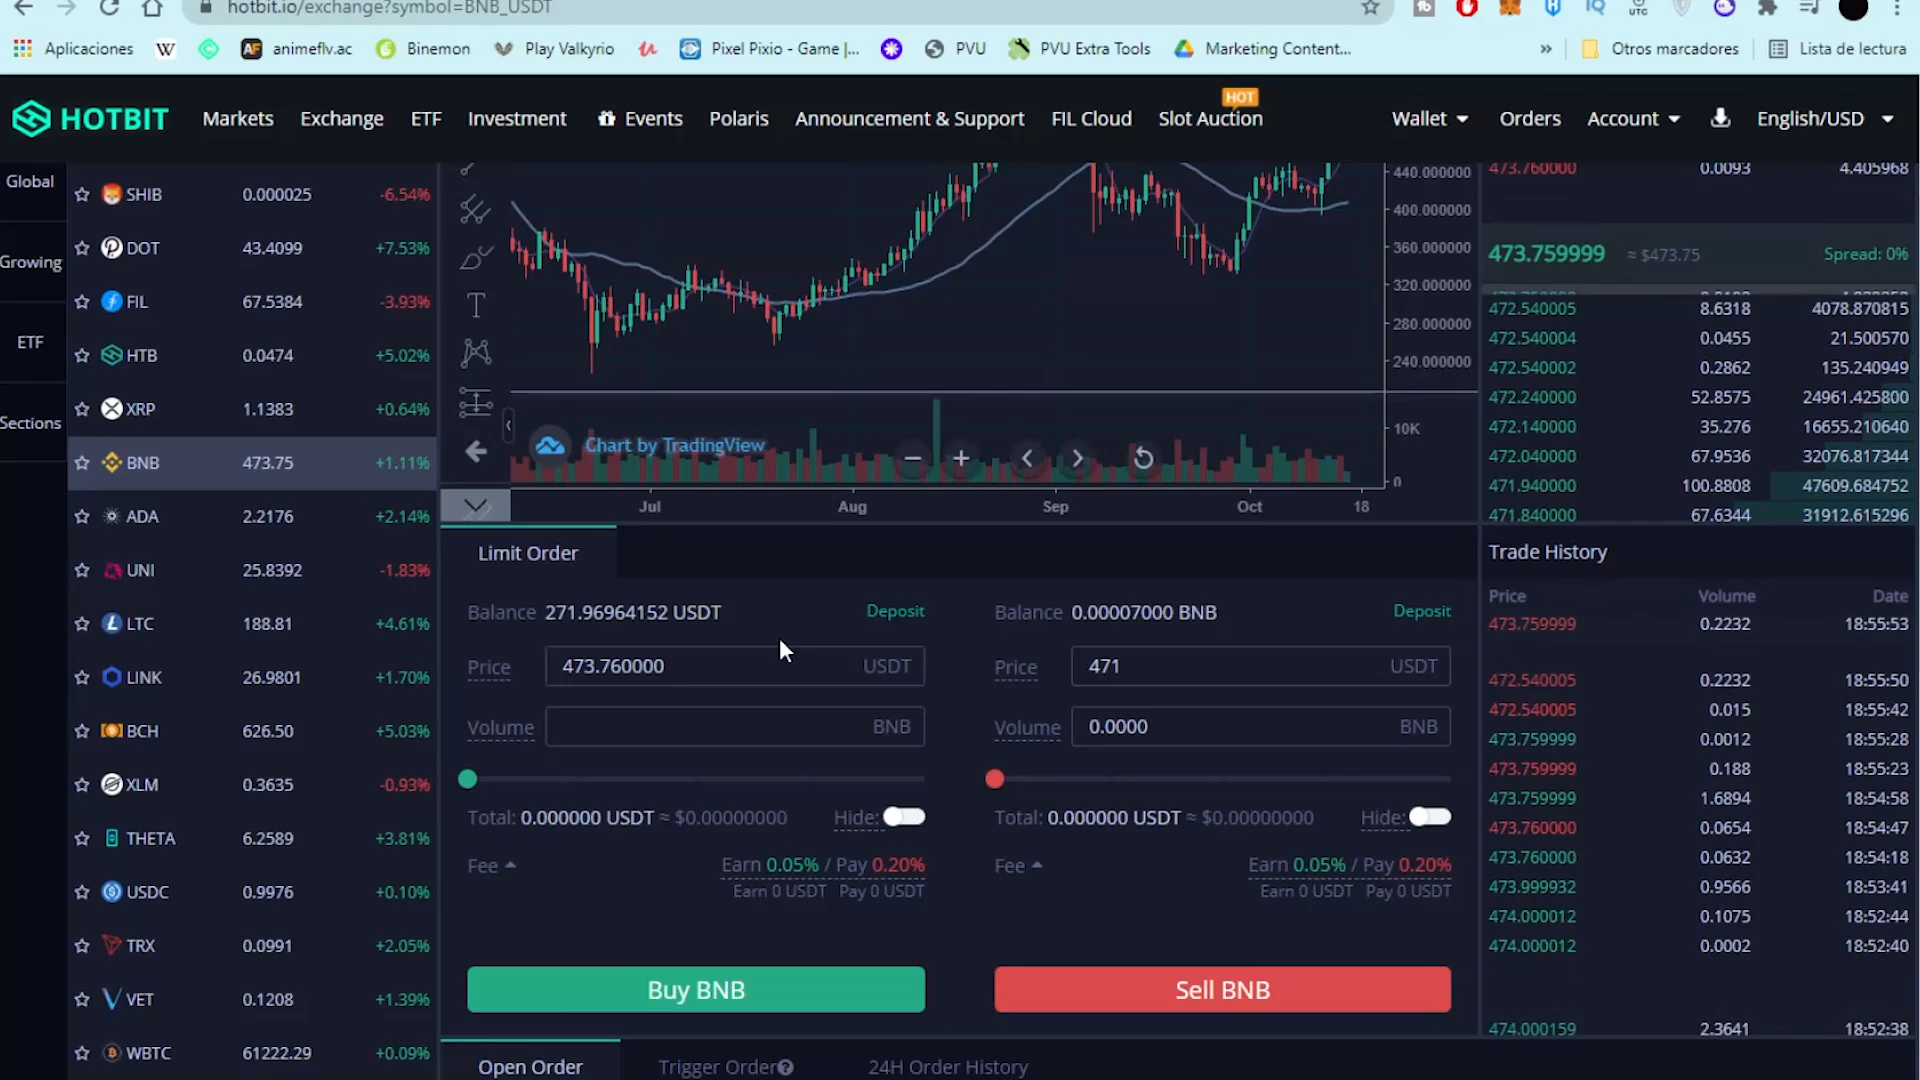 hotbit.io/exchange?symbol=BNB_USDT
Aplicaciones
animeflv.ac
Binemon
Play Valkyrio
Pixel Pixio - Game |...
PVU
PVU Extra Tools
Marketing Content...
»
Otros marcadores
Lista de lectura
HOTBIT
Markets
Exchange
ETF
Investment
Events
Polaris
Announcement & Support
FIL Cloud
HOT
Slot Auction
Wallet
Orders
Account
English/USD
Global
Growing
ETF
Sections
SHIB 0.000025 -6.54%
DOT 43.4099 +7.53%
FIL 67.5384 -3.93%
HTB 0.0474 +5.02%
XRP 1.1383 +0.64%
BNB 473.75 +1.11%
ADA 2.2176 +2.14%
UNI 25.8392 -1.83%
LTC 188.81 +4.61%
LINK 26.9801 +1.70%
BCH 626.50 +5.03%
XLM 0.3635 -0.93%
THETA 6.2589 +3.81%
USDC 0.9976 +0.10%
TRX 0.0991 +2.05%
VET 0.1208 +1.39%
WBTC 61222.29 +0.09%
440.000000
400.000000
360.000000
320.000000
280.000000
240.000000
10K
0
Chart by TradingView
Jul Aug Sep Oct 18
Limit Order
Balance 271.96964152 USDT Deposit
Price 473.760000 USDT
Volume BNB
Total: 0.000000 USDT ≈ $0.00000000 Hide:
Fee Earn 0.05% / Pay 0.20%
Earn 0 USDT Pay 0 USDT
Buy BNB
Balance 0.00007000 BNB Deposit
Price 471 USDT
Volume 0.0000 BNB
Total: 0.000000 USDT ≈ $0.00000000 Hide:
Fee Earn 0.05% / Pay 0.20%
Earn 0 USDT Pay 0 USDT
Sell BNB
Open Order
Trigger Order
24H Order History
473.760000 0.0093 4.405968
473.759999 ≈ $473.75 Spread: 0%
472.540005 8.6318 4078.870815
472.540004 0.0455 21.500570
472.540002 0.2862 135.240949
472.240000 52.8575 24961.425800
472.140000 35.276 16655.210640
472.040000 67.9536 32076.817344
471.940000 100.8808 47609.684752
471.840000 67.6344 31912.615296
Trade History
Price Volume Date
473.759999 0.2232 18:55:53
472.540005 0.2232 18:55:50
472.540005 0.015 18:55:42
473.759999 0.0012 18:55:28
473.759999 0.188 18:55:23
473.759999 1.6894 18:54:58
473.760000 0.0654 18:54:47
473.760000 0.0632 18:54:18
473.999932 0.9566 18:53:41
474.000012 0.1075 18:52:44
474.000012 0.0002 18:52:40
474.000159 2.3641 18:52:38